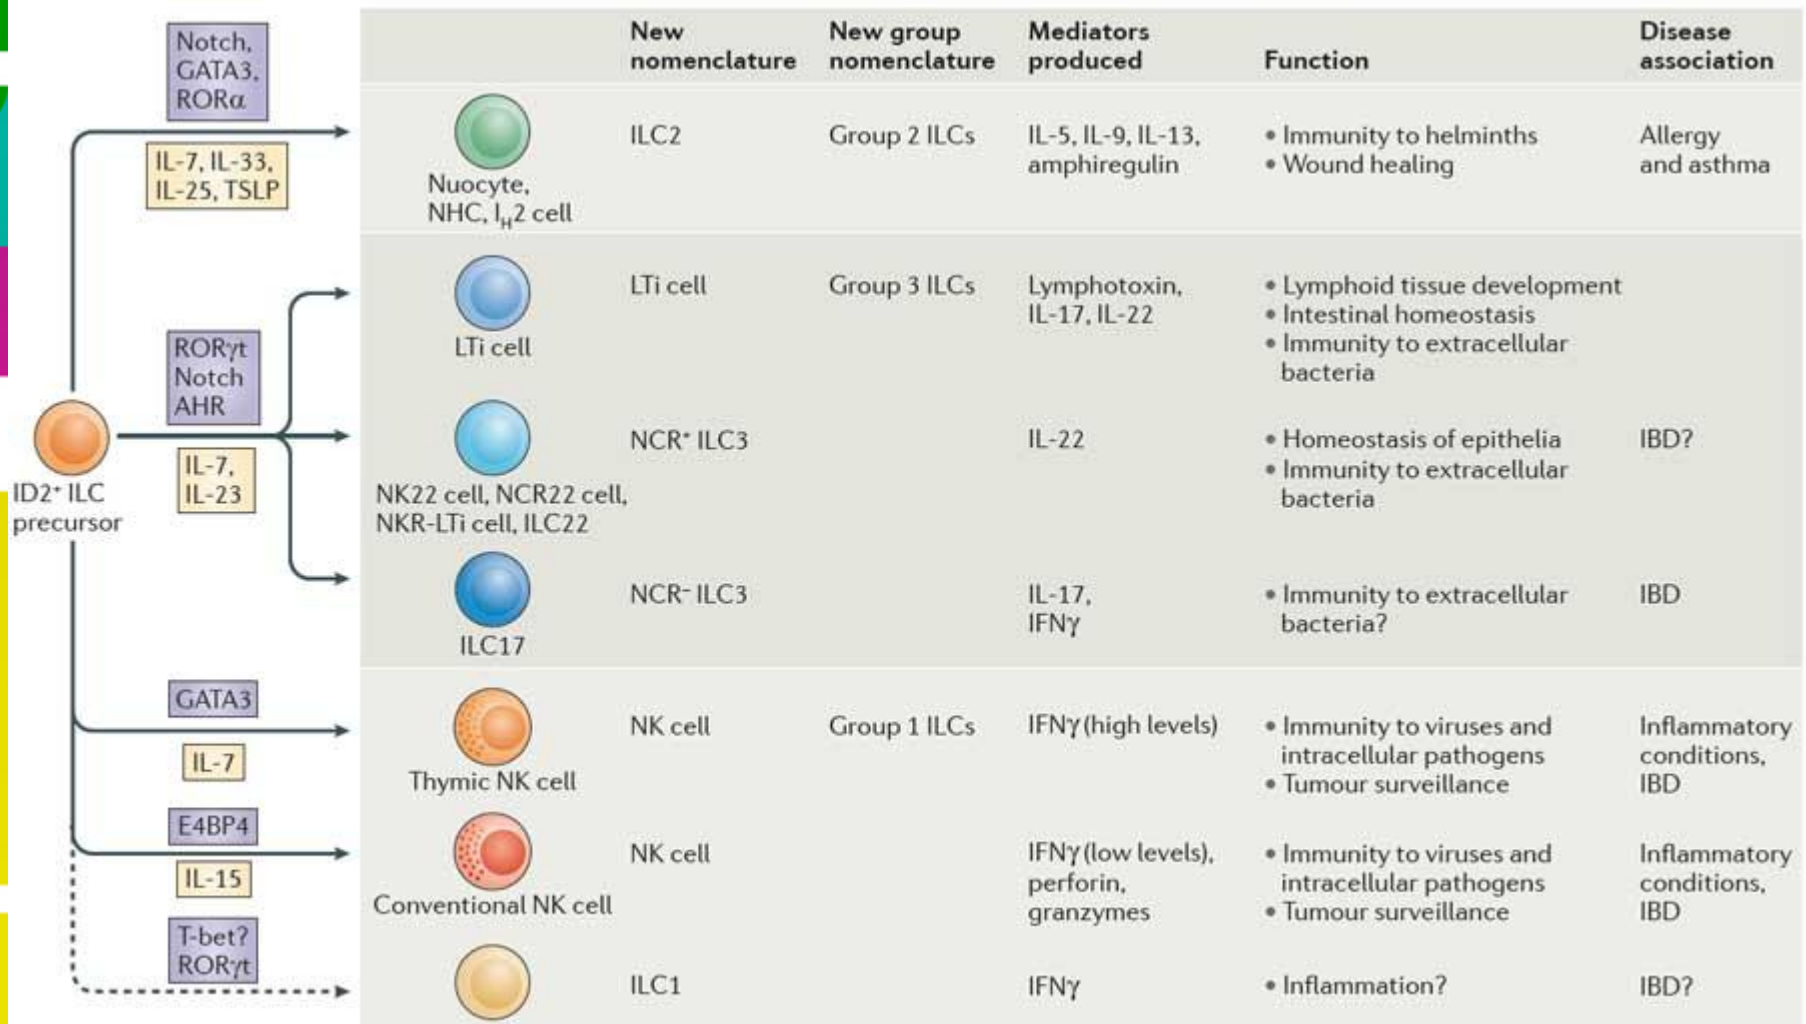 New nomenclature
New group nomenclature
Mediators produced
Function
Disease association
Notch,
GATA3,
RORα
IL-7, IL-33,
IL-25, TSLP
Nuocyte,
NHC, IH2 cell
ILC2
Group 2 ILCs
IL-5, IL-9, IL-13,
amphiregulin
• Immunity to helminths
• Wound healing
Allergy
and asthma
RORγt
Notch
AHR
IL-7,
IL-23
ID2⁺ ILC
precursor
LTi cell
LTi cell
Group 3 ILCs
Lymphotoxin,
IL-17, IL-22
• Lymphoid tissue development
• Intestinal homeostasis
• Immunity to extracellular
bacteria
NK22 cell, NCR22 cell,
NKR-LTi cell, ILC22
NCR⁺ ILC3
IL-22
• Homeostasis of epithelia
• Immunity to extracellular
bacteria
IBD?
ILC17
NCR⁻ ILC3
IL-17,
IFNγ
• Immunity to extracellular
bacteria?
IBD
GATA3
IL-7
Thymic NK cell
NK cell
Group 1 ILCs
IFNγ (high levels)
• Immunity to viruses and
intracellular pathogens
• Tumour surveillance
Inflammatory
conditions,
IBD
E4BP4
IL-15
Conventional NK cell
NK cell
IFNγ (low levels),
perforin,
granzymes
• Immunity to viruses and
intracellular pathogens
• Tumour surveillance
Inflammatory
conditions,
IBD
T-bet?
RORγt
ILC1
IFNγ
• Inflammation?
IBD?